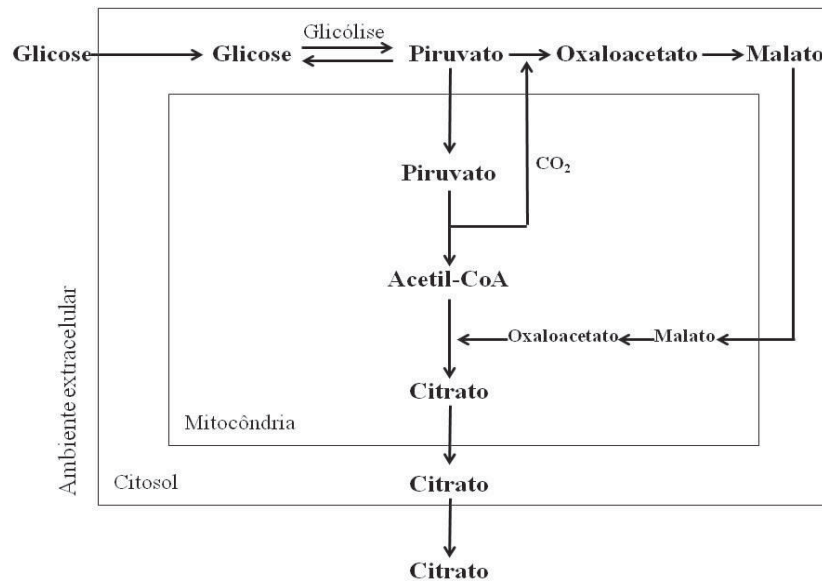 Glicólise
Glicose Glicose Piruvato Oxaloacetato Malato
Piruvato
CO₂
Acetil-CoA
Oxaloacetato Malato
Citrato
Mitocôndria
Citosol
Citrato
Ambiente extracelular
Citrato